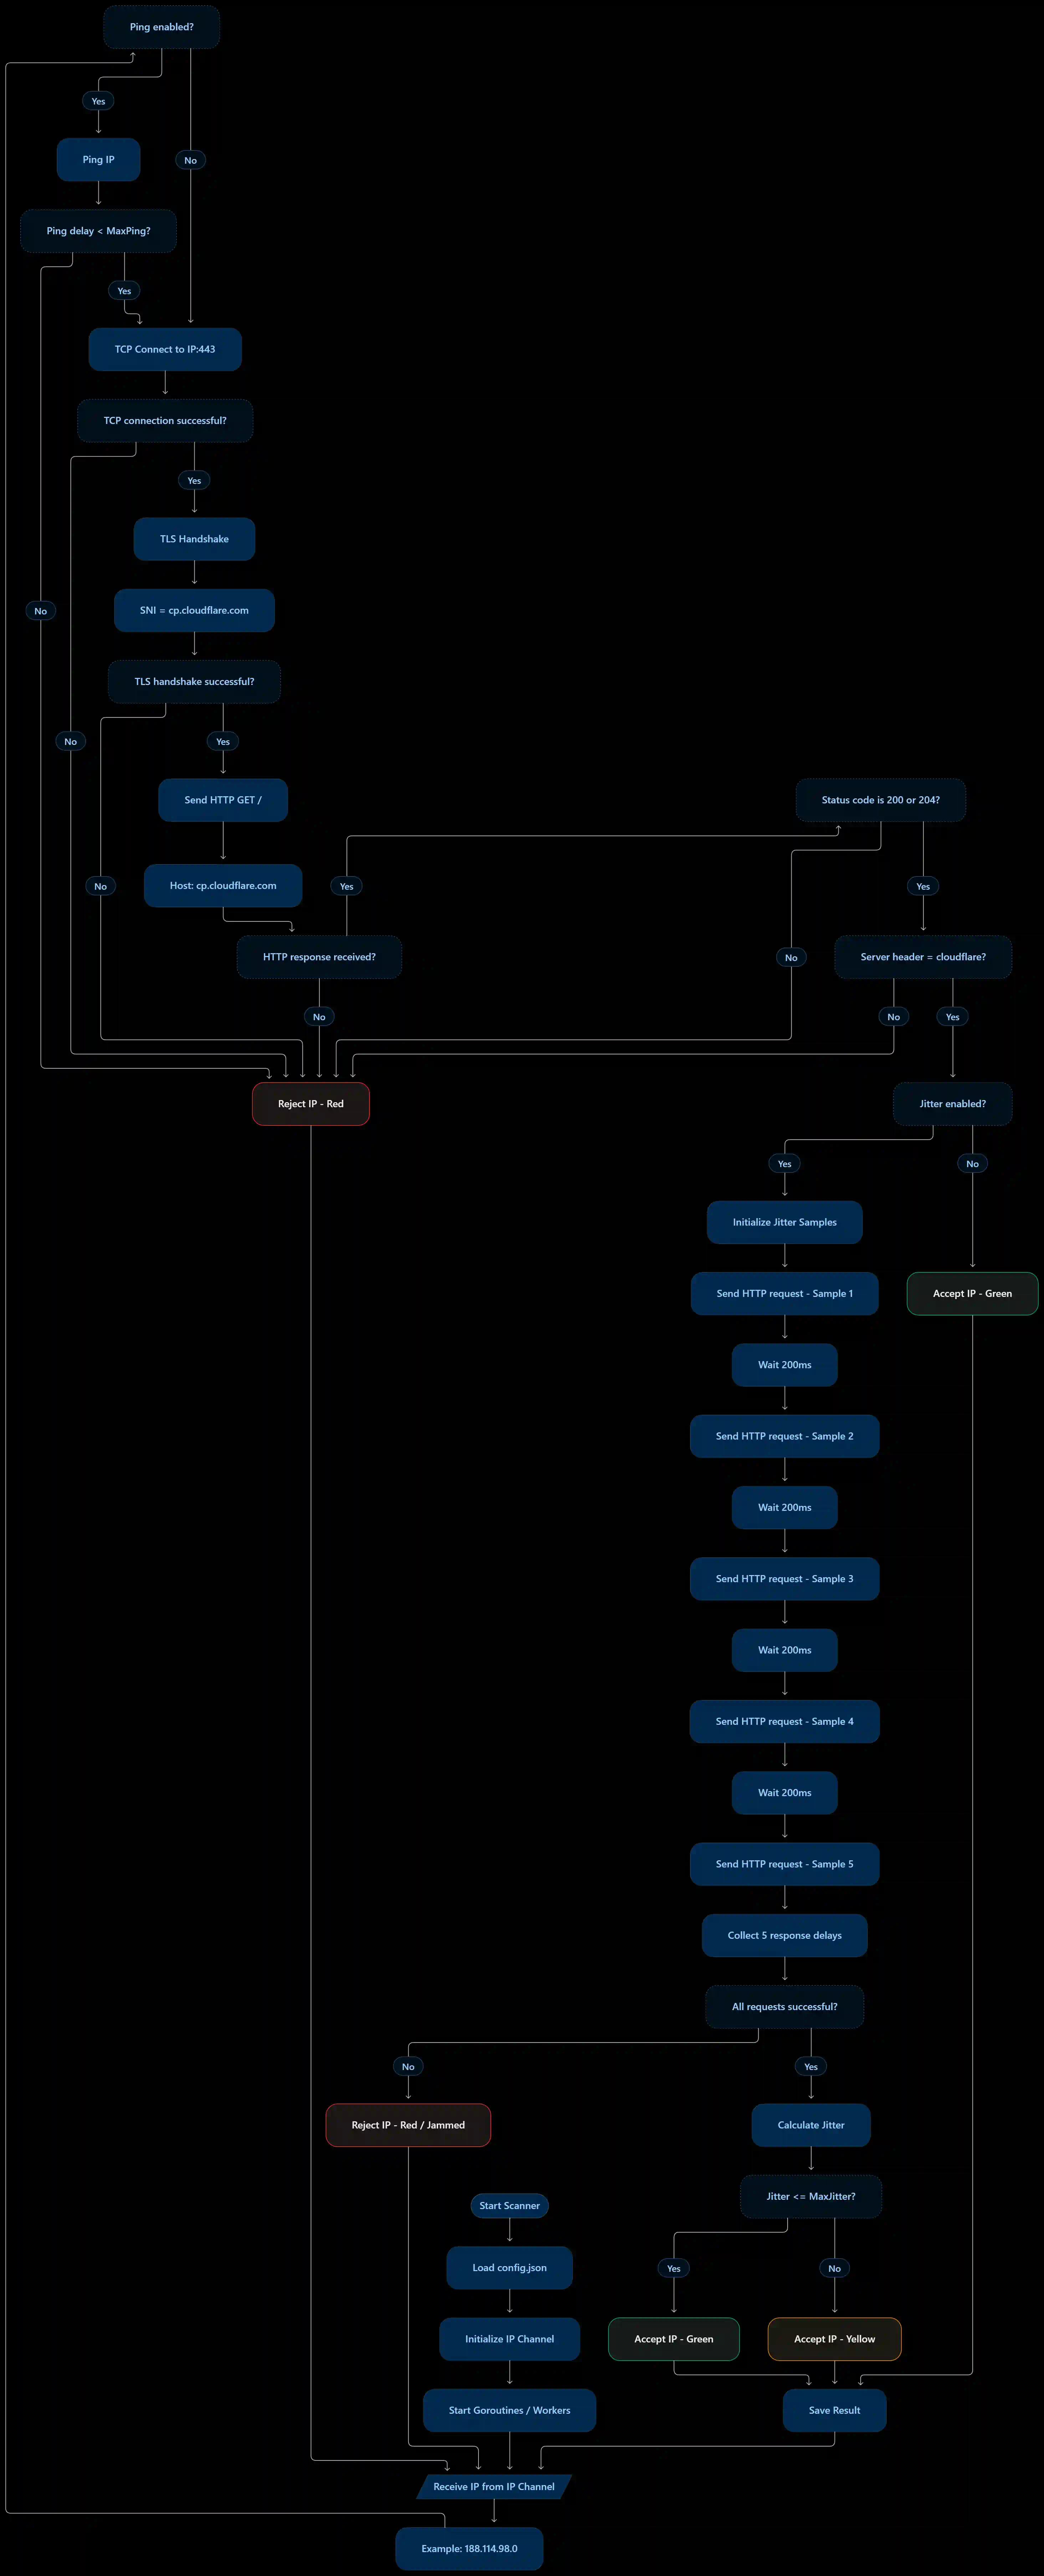 Ping enabled?
Yes
Ping IP
No
Ping delay < MaxPing?
Yes
TCP Connect to IP:443
TCP connection successful?
Yes
TLS Handshake
No
SNI = cp.cloudflare.com
TLS handshake successful?
No
Yes
Send HTTP GET /
Status code is 200 or 204?
No
Host: cp.cloudflare.com
Yes
Yes
HTTP response received?
No
Server header = cloudflare?
No
No
Yes
Reject IP - Red
Jitter enabled?
Yes
No
Initialize Jitter Samples
Send HTTP request - Sample 1
Accept IP - Green
Wait 200ms
Send HTTP request - Sample 2
Wait 200ms
Send HTTP request - Sample 3
Wait 200ms
Send HTTP request - Sample 4
Wait 200ms
Send HTTP request - Sample 5
Collect 5 response delays
All requests successful?
No
Yes
Reject IP - Red / Jammed
Calculate Jitter
Jitter <= MaxJitter?
Start Scanner
Load config.json
Yes
No
Initialize IP Channel
Accept IP - Green
Accept IP - Yellow
Start Goroutines / Workers
Save Result
Receive IP from IP Channel
Example: 188.114.98.0